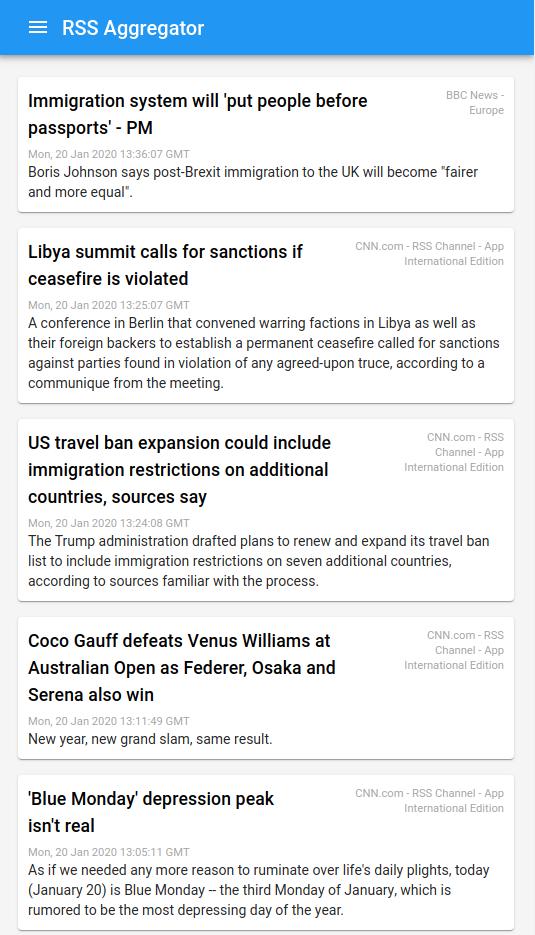 RSS Aggregator
Immigration system will 'put people before
passports' - PM
BBC News -
Europe
Mon, 20 Jan 2020 13:36:07 GMT
Boris Johnson says post-Brexit immigration to the UK will become "fairer
and more equal".
Libya summit calls for sanctions if
ceasefire is violated
CNN.com - RSS Channel - App
International Edition
Mon, 20 Jan 2020 13:25:07 GMT
A conference in Berlin that convened warring factions in Libya as well as
their foreign backers to establish a permanent ceasefire called for sanctions
against parties found in violation of any agreed-upon truce, according to a
communique from the meeting.
US travel ban expansion could include
immigration restrictions on additional
countries, sources say
CNN.com - RSS
Channel - App
International Edition
Mon, 20 Jan 2020 13:24:08 GMT
The Trump administration drafted plans to renew and expand its travel ban
list to include immigration restrictions on seven additional countries,
according to sources familiar with the process.
Coco Gauff defeats Venus Williams at
Australian Open as Federer, Osaka and
Serena also win
CNN.com - RSS
Channel - App
International Edition
Mon, 20 Jan 2020 13:11:49 GMT
New year, new grand slam, same result.
'Blue Monday' depression peak
isn't real
CNN.com - RSS Channel - App
International Edition
Mon, 20 Jan 2020 13:05:11 GMT
As if we needed any more reason to ruminate over life's daily plights, today
(January 20) is Blue Monday -- the third Monday of January, which is
rumored to be the most depressing day of the year.